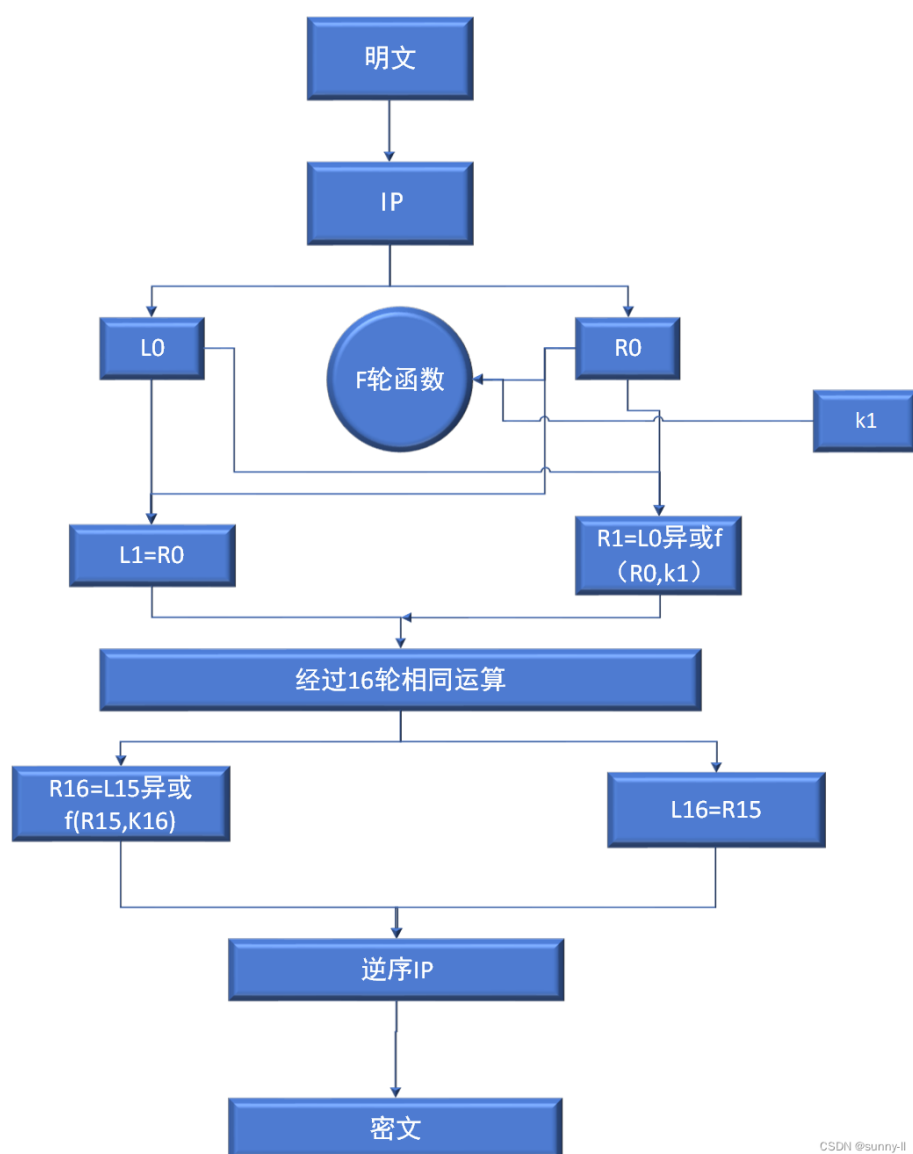 明文
IP
L0
F轮函数
R0
k1
L1=R0
R1=L0异或f
（R0,k1）
经过16轮相同运算
R16=L15异或
f(R15,K16)
L16=R15
逆序IP
密文
CSDN @sunny-ll